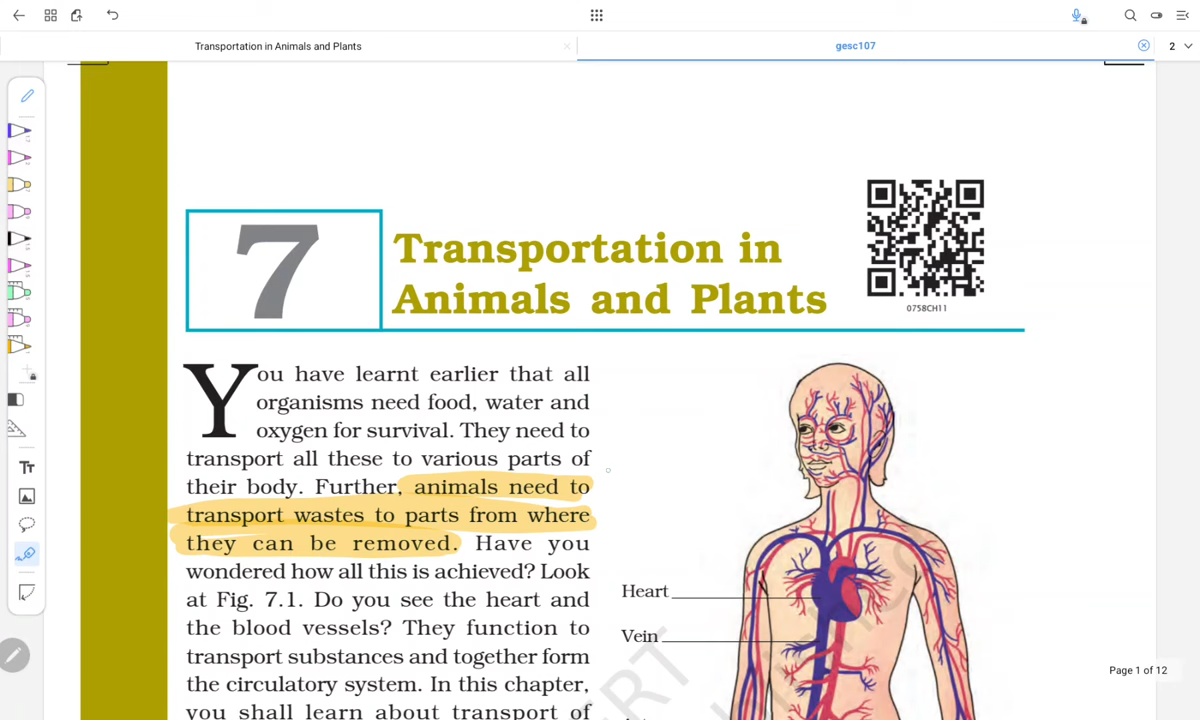 Transportation in Animals and Plants
gesc107
2
7
Transportation in
Animals and Plants
0758CH11
You have learnt earlier that all
organisms need food, water and
oxygen for survival. They need to
transport all these to various parts of
their body. Further, animals need to
transport wastes to parts from where
they can be removed. Have you
wondered how all this is achieved? Look
at Fig. 7.1. Do you see the heart and
the blood vessels? They function to
transport substances and together form
the circulatory system. In this chapter,
you shall learn about transport of
Heart
Vein
Page 1 of 12
Tт